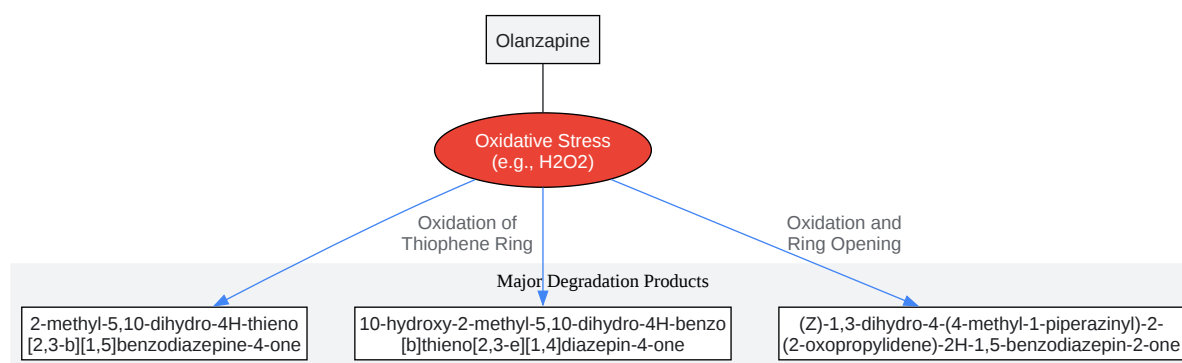 Olanzapine
Oxidative Stress
(e.g., H2O2)
Oxidation of
Thiophene Ring
Oxidation and
Ring Opening
Major Degradation Products
2-methyl-5,10-dihydro-4H-thieno
[2,3-b][1,5]benzodiazepine-4-one
10-hydroxy-2-methyl-5,10-dihydro-4H-benzo
[b]thieno[2,3-e][1,4]diazepin-4-one
(Z)-1,3-dihydro-4-(4-methyl-1-piperazinyl)-2-
(2-oxopropylidene)-2H-1,5-benzodiazepin-2-one